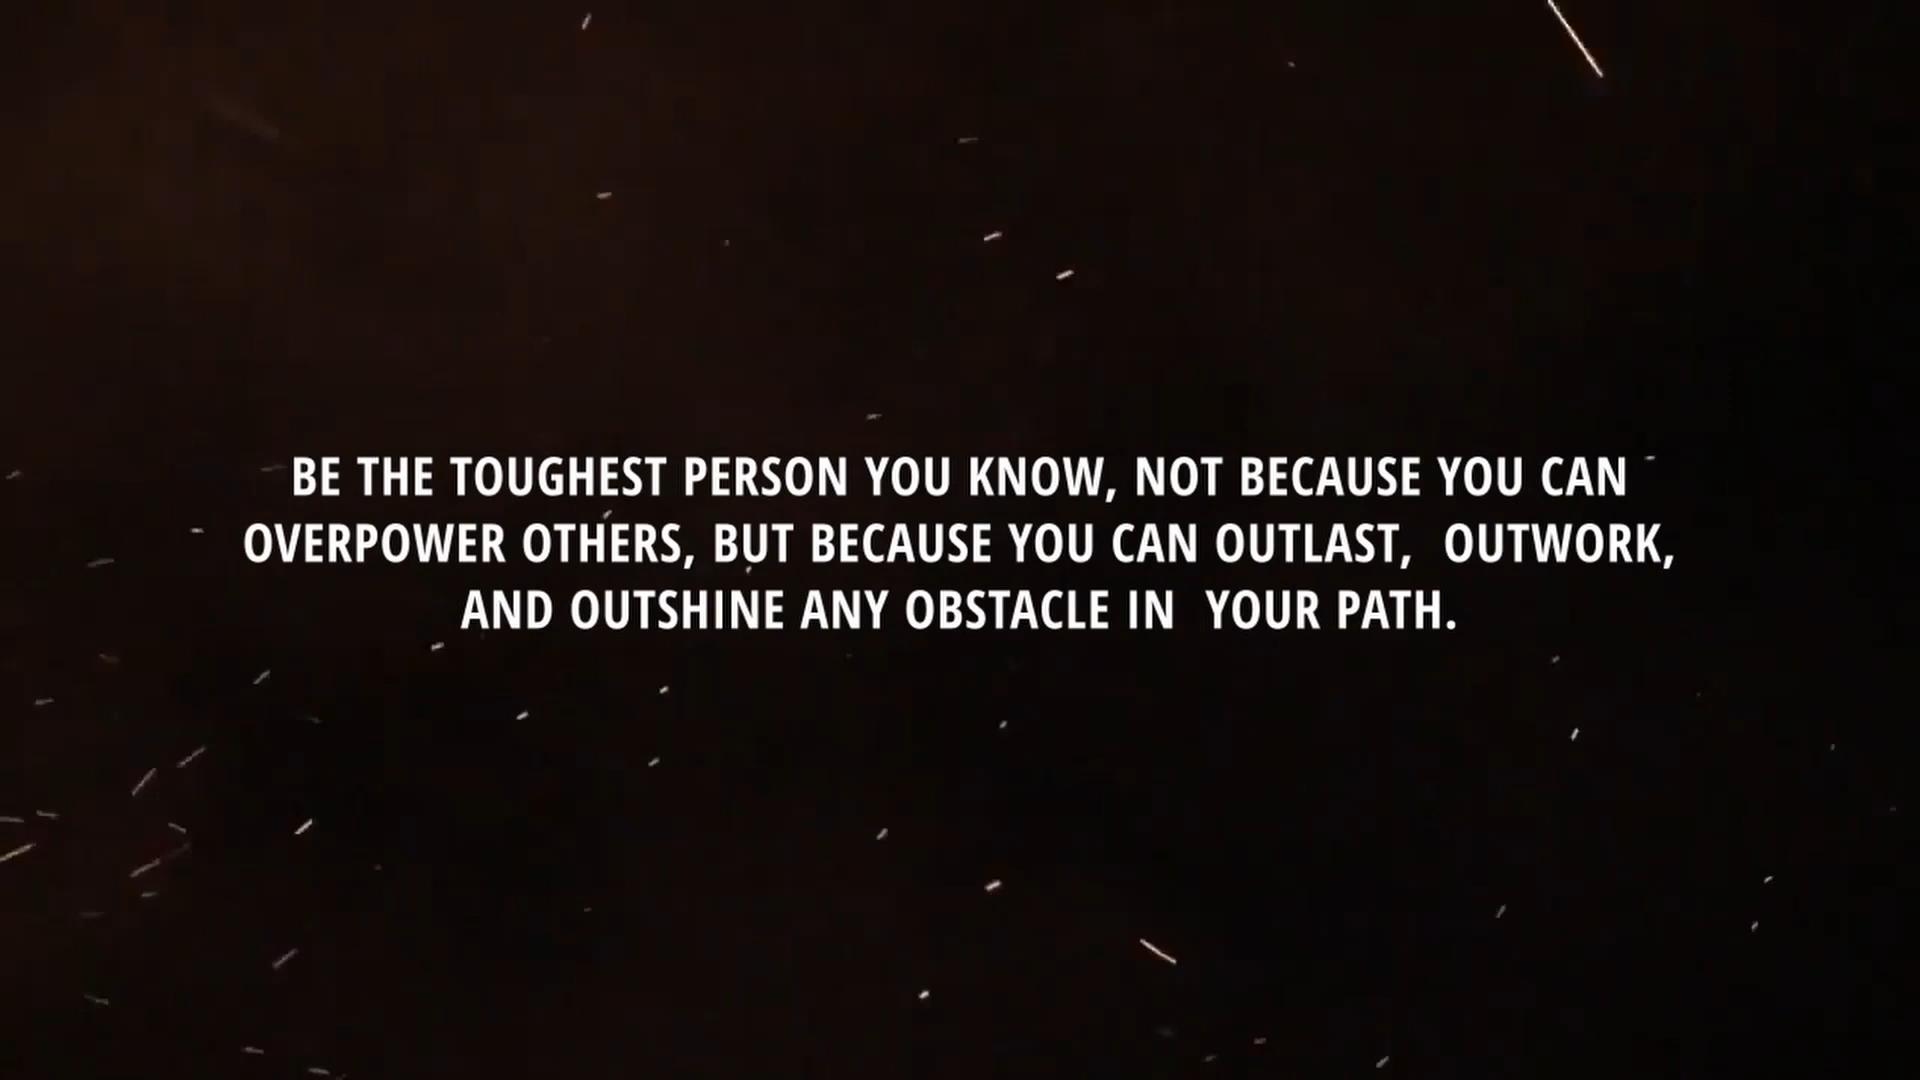 BE THE TOUGHEST PERSON YOU KNOW, NOT BECAUSE YOU CAN
OVERPOWER OTHERS, BUT BECAUSE YOU CAN OUTLAST,  OUTWORK,
AND OUTSHINE ANY OBSTACLE IN  YOUR PATH.